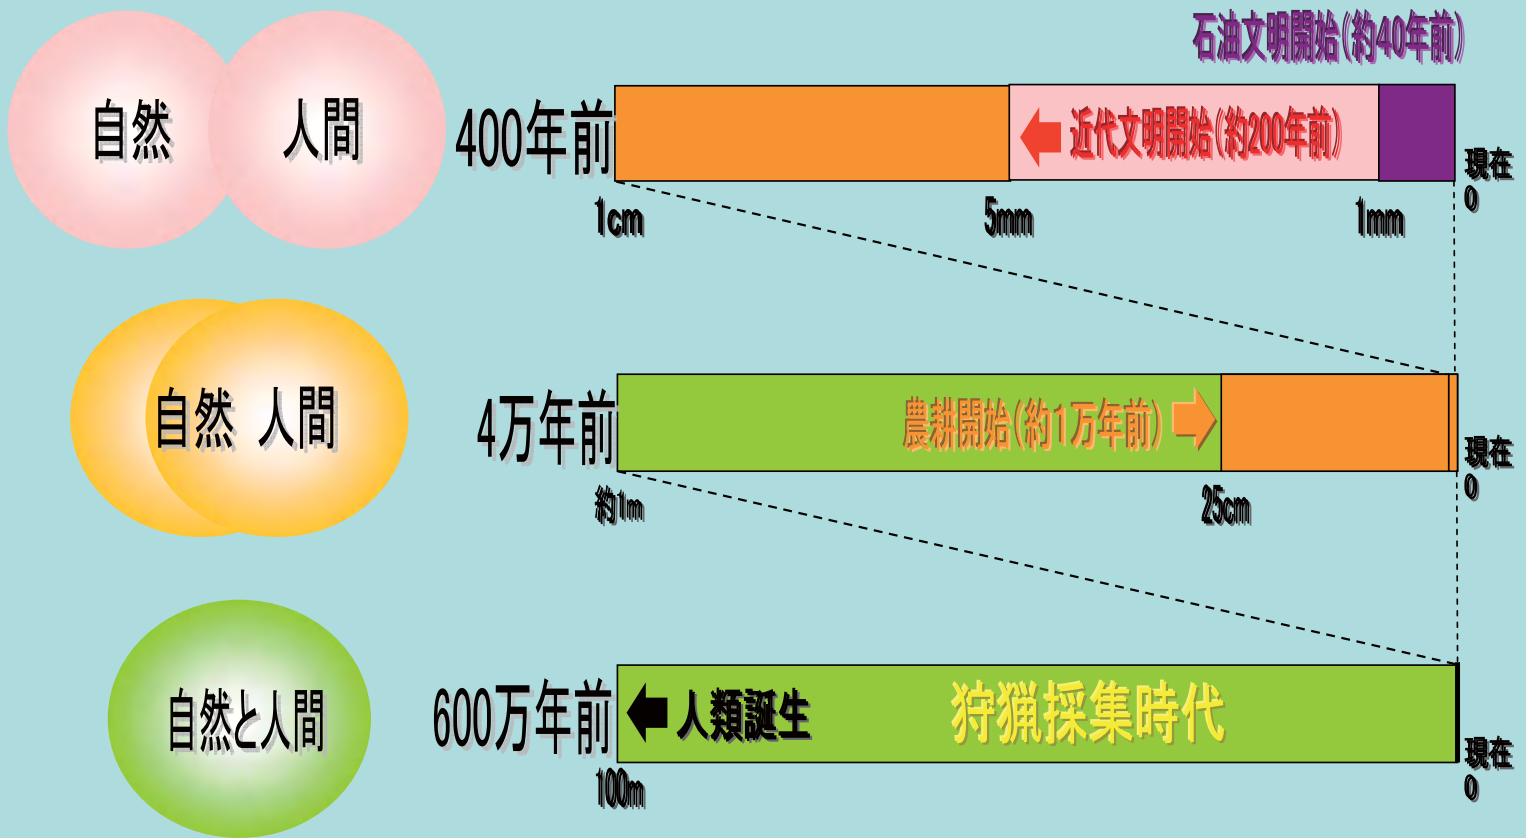 石油文明開始(約40年前)
自然
人間
400年前
近代文明開始(約200年前)
現在
0
1cm
5mm
1mm
自然
人間
4万年前
農耕開始(約1万年前)
現在
0
約1m
25cm
自然と人間
600万年前
人類誕生
狩猟採集時代
現在
0
100m